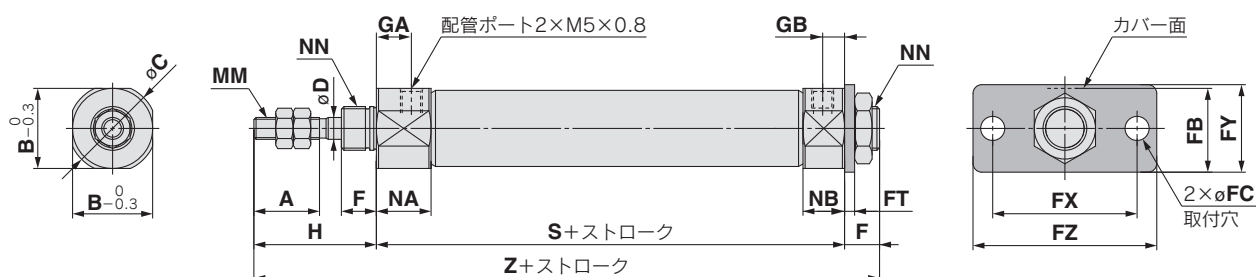 GA
配管ポート2×M5×0.8
GB
カバー面
NN
NN
MM
øD
øC
B-0.3 0
B-0.3 0
A
F
NA
NB
FT
H
S+ストローク
F
Z+ストローク
FB
FY
FX
FZ
2×øFC
取付穴